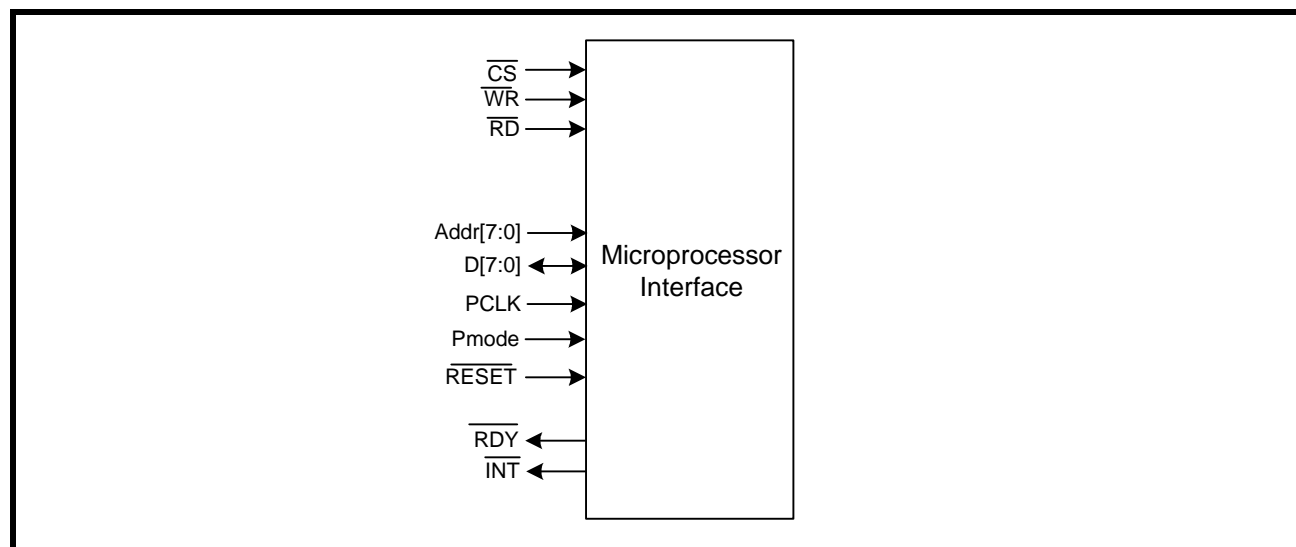 CS
WR
RD
Addr[7:0]
D[7:0]
PCLK
Pmode
RESET
RDY
INT
Microprocessor
Interface